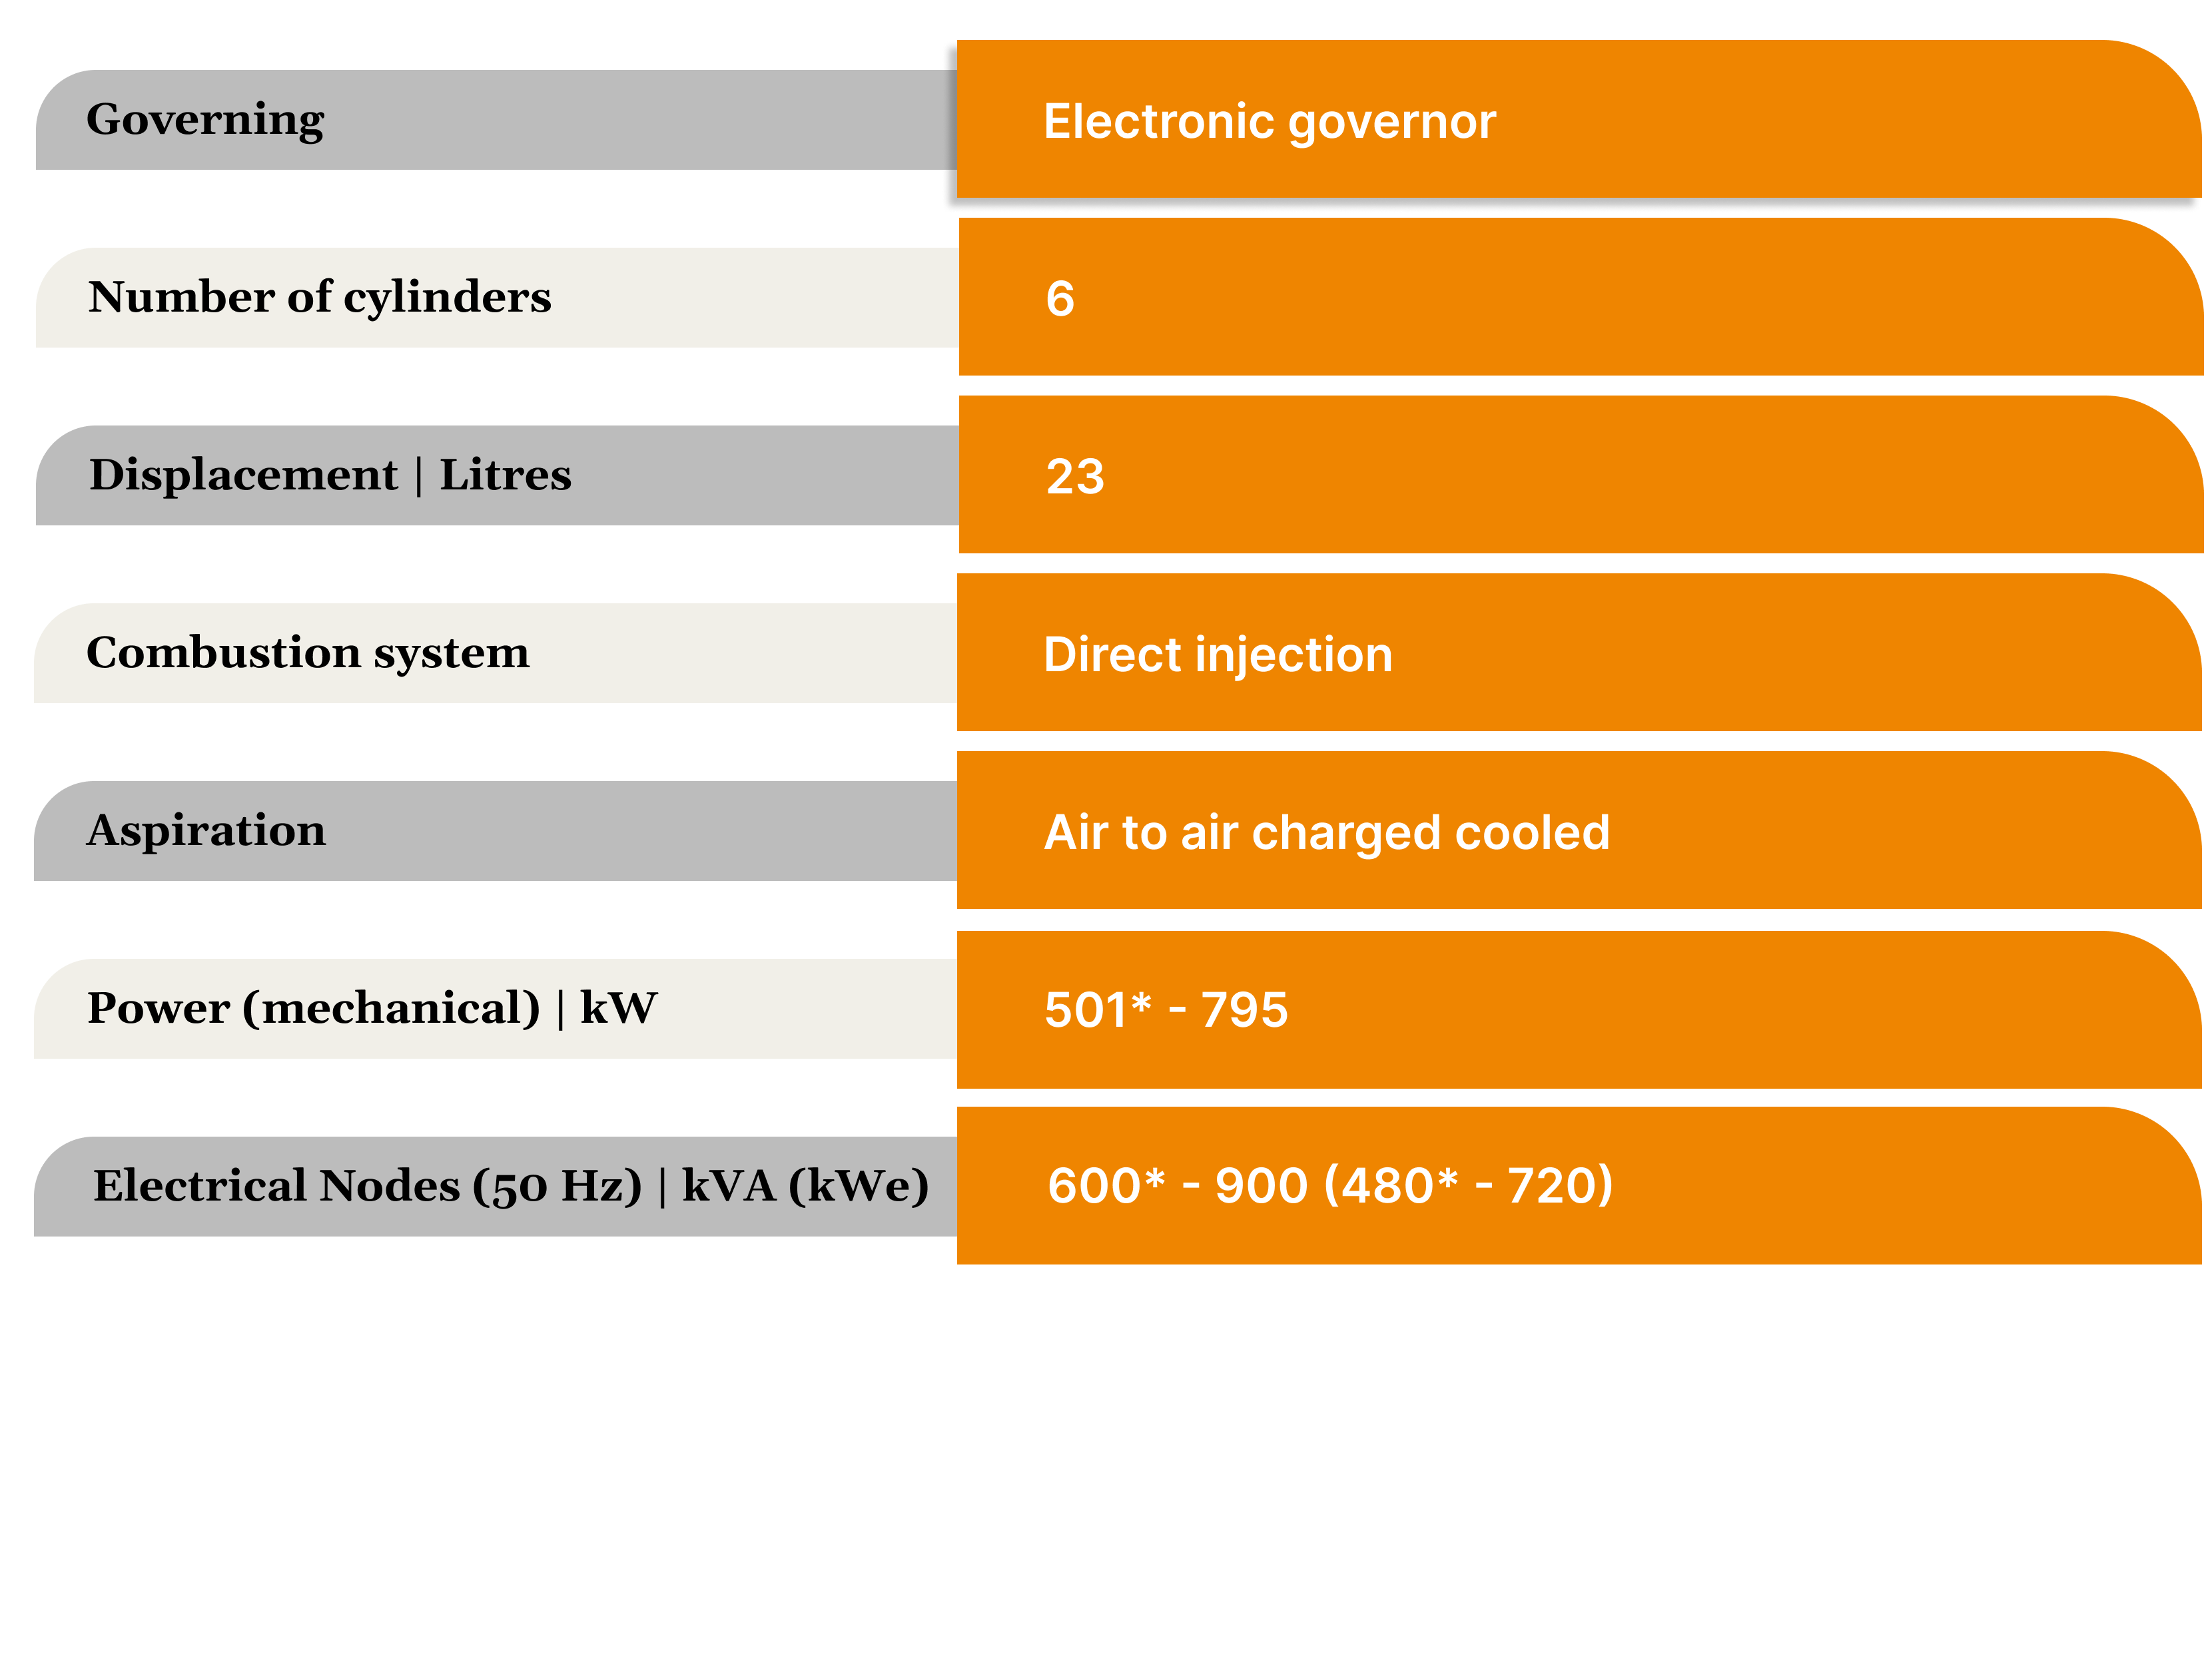 Governing Electronic governor
Number of cylinders 6
Displacement | Litres 23
Combustion system Direct injection
Aspiration Air to air charged cooled
Power (mechanical) | kW 501* - 795
Electrical Nodes (50 Hz) | kVA (kWe) 600* - 900 (480* - 720)